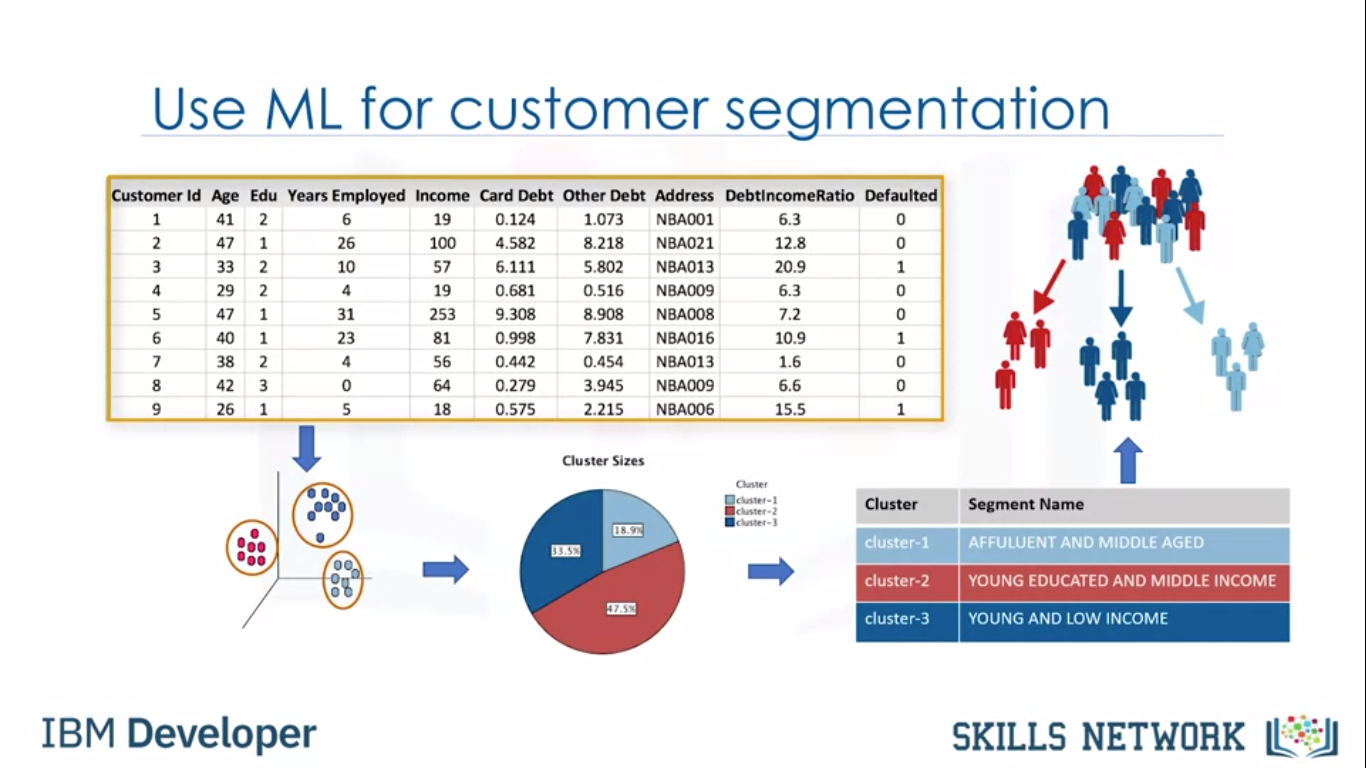 Use ML for customer segmentation
Customer Id Age Edu Years Employed Income Card Debt Other Debt Address DebtIncomeRatio Defaulted
1 41 2 6 19 0.124 1.073 NBA001 6.3 0
2 47 1 26 100 4.582 8.218 NBA021 12.8 0
3 33 2 10 57 6.111 5.802 NBA013 20.9 1
4 29 2 4 19 0.681 0.516 NBA009 6.3 0
5 47 1 31 253 9.308 8.908 NBA008 7.2 0
6 40 1 23 81 0.998 7.831 NBA016 10.9 1
7 38 2 4 56 0.442 0.454 NBA013 1.6 0
8 42 3 0 64 0.279 3.945 NBA009 6.6 0
9 26 1 5 18 0.575 2.215 NBA006 15.5 1
Cluster Sizes
18.9%
33.5%
47.5%
Cluster
cluster-1
cluster-2
cluster-3
Cluster Segment Name
cluster-1 AFFULUENT AND MIDDLE AGED
cluster-2 YOUNG EDUCATED AND MIDDLE INCOME
cluster-3 YOUNG AND LOW INCOME
IBM Developer
SKILLS NETWORK